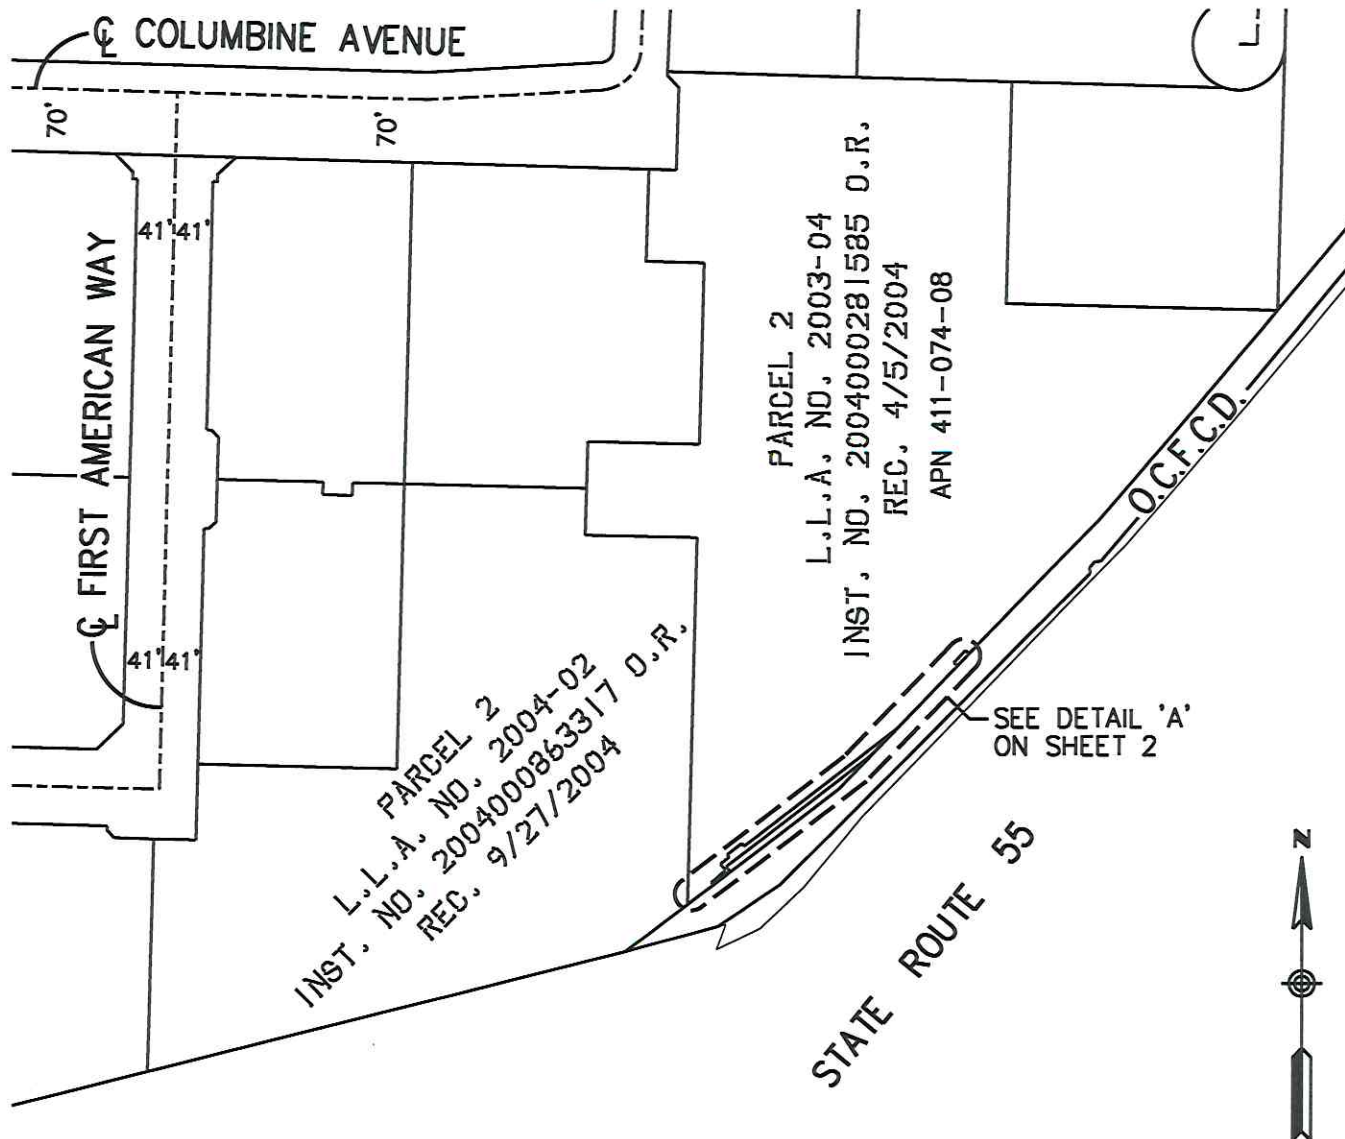 ℄ COLUMBINE AVENUE
70'
70'
41' 41'
℄ FIRST AMERICAN WAY
41' 41'
PARCEL 2
L.L.A. NO. 2003-04
INST. NO. 2004000281585 O.R.
REC. 4/5/2004
APN 411-074-08
O.C.F.C.D.
PARCEL 2
L.L.A. NO. 2004-02
INST. NO. 2004000863317 O.R.
REC. 9/27/2004
SEE DETAIL 'A'
ON SHEET 2
STATE ROUTE 55
N